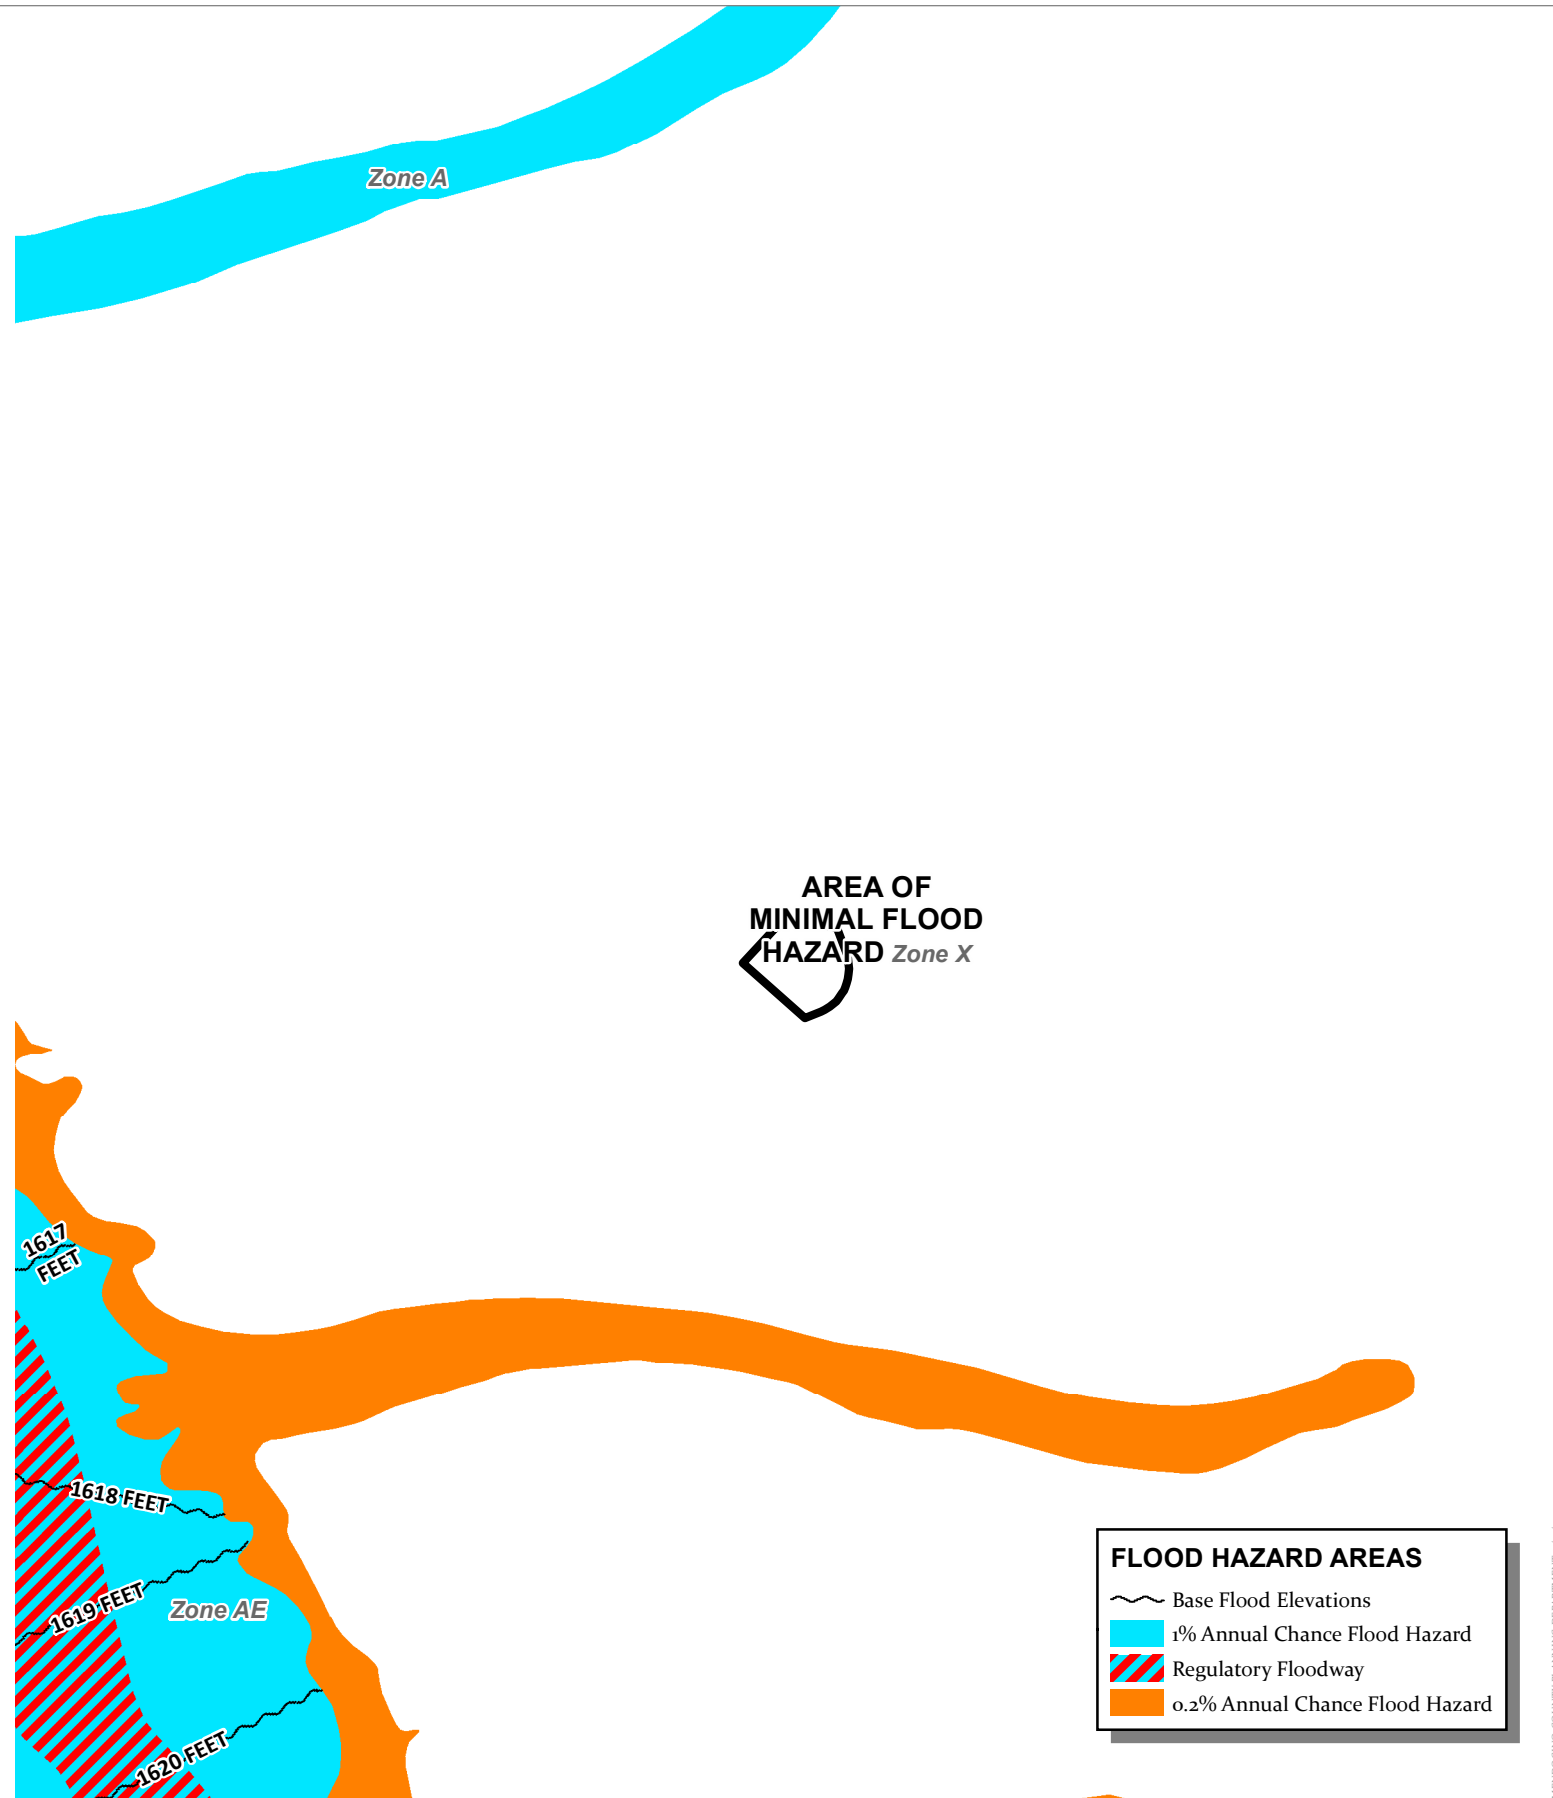 Zone A
AREA OF
MINIMAL FLOOD
HAZARD Zone X
1617
FEET
1618 FEET
1619 FEET
Zone AE
1620 FEET
FLOOD HAZARD AREAS
Base Flood Elevations
1% Annual Chance Flood Hazard
Regulatory Floodway
0.2% Annual Chance Flood Hazard